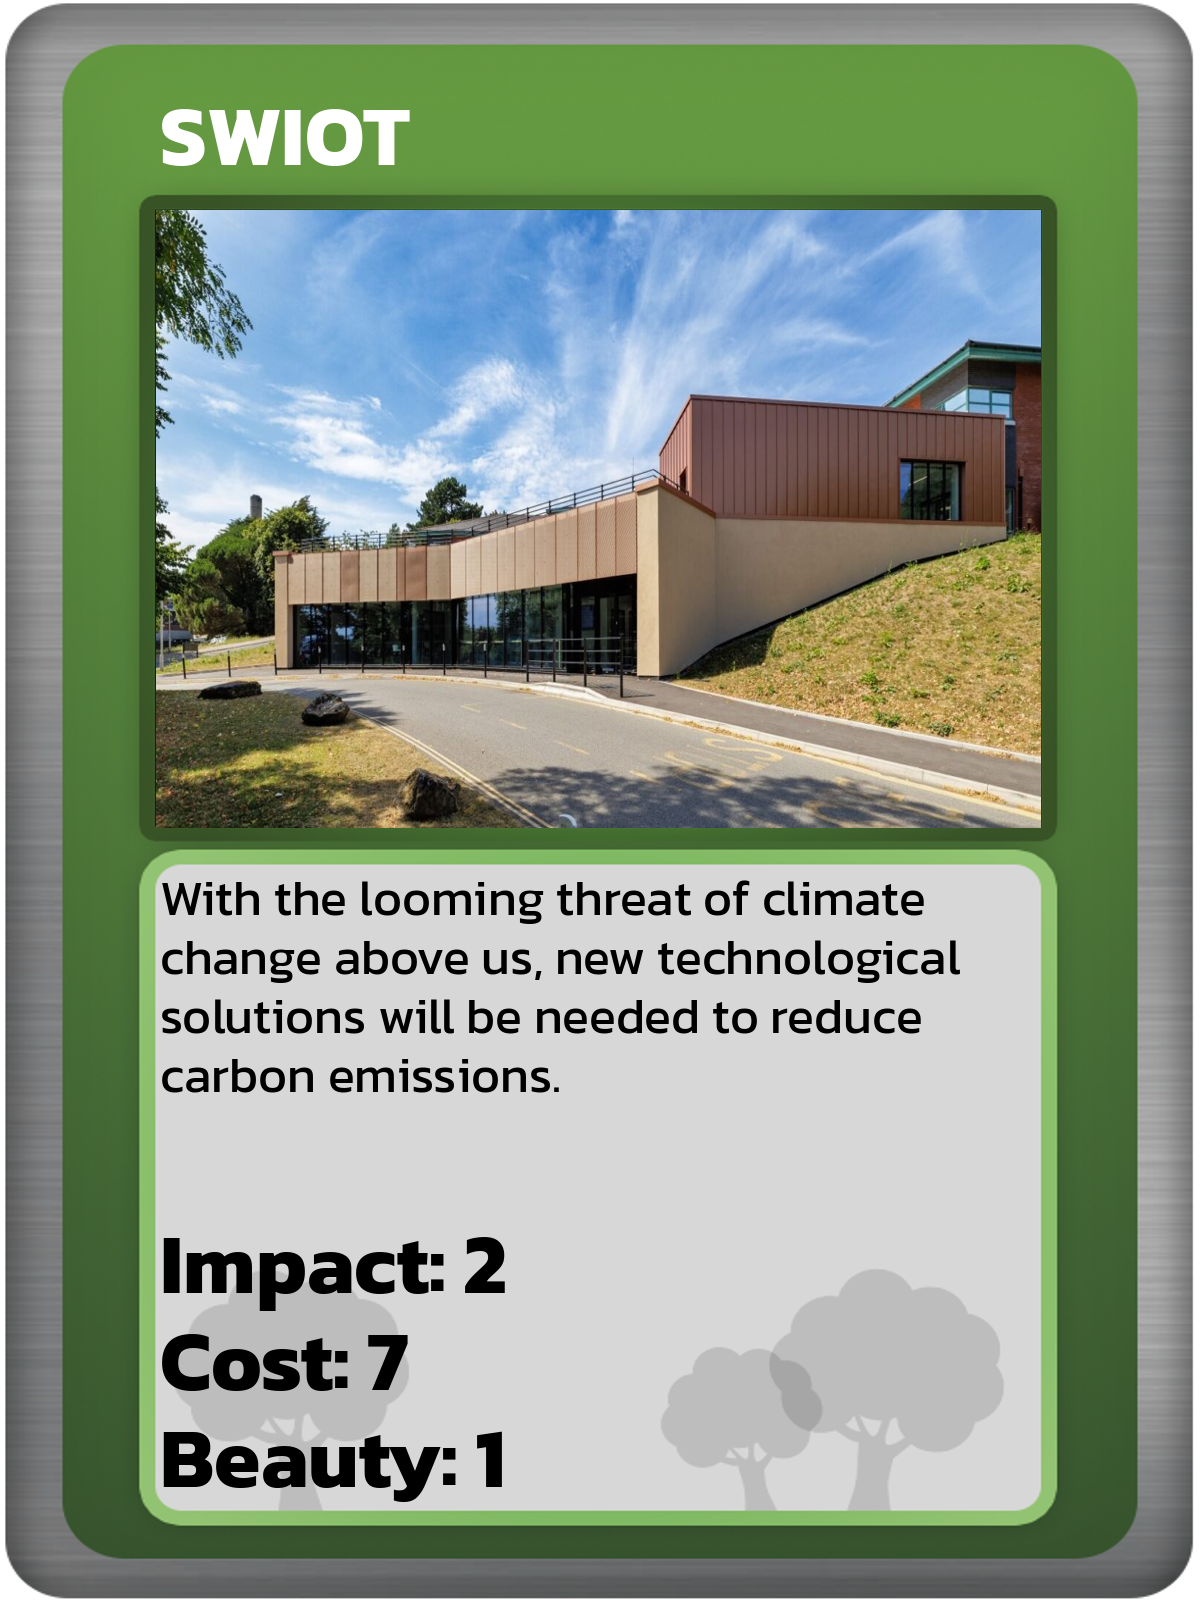 SWIOT
With the looming threat of climate
change above us, new technological
solutions will be needed to reduce
carbon emissions.
Impact: 2
Cost: 7
Beauty: 1